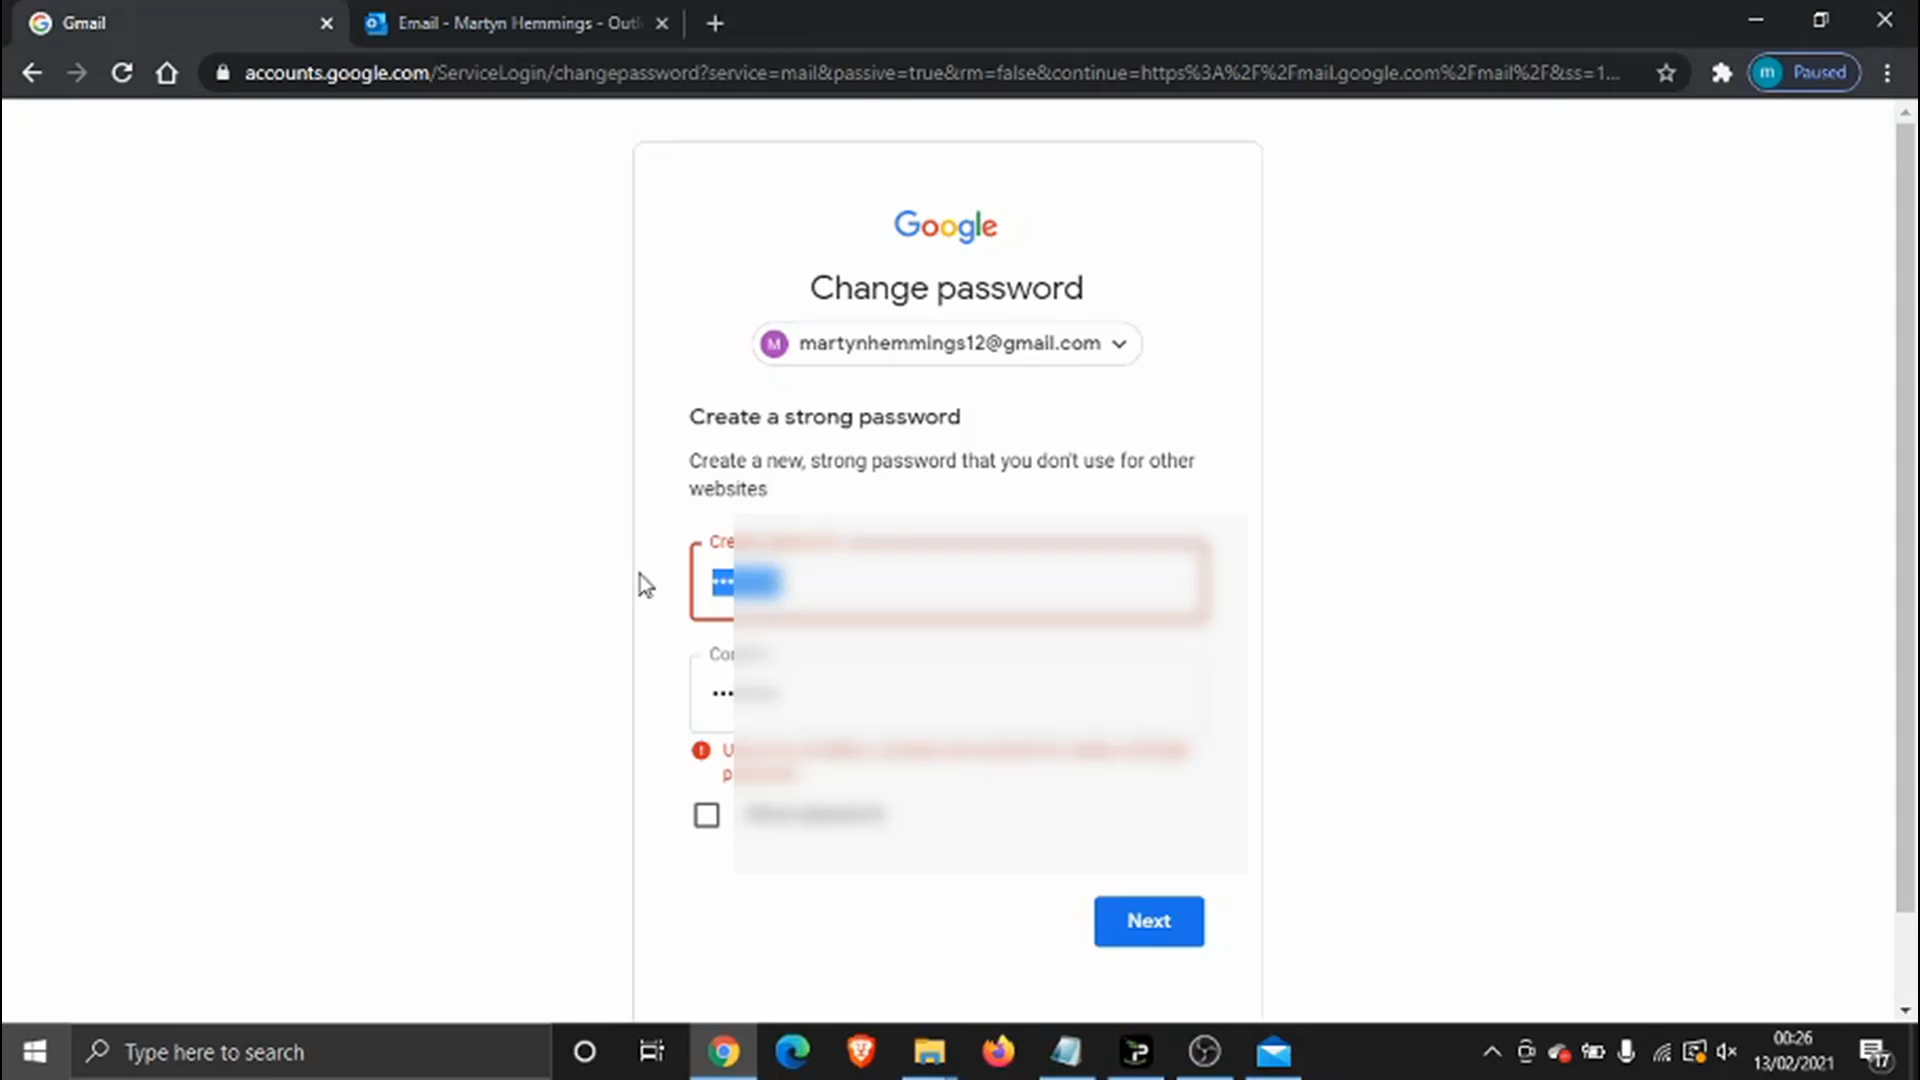 Gmail
Email - Martyn Hemmings - Outl
accounts.google.com/ServiceLogin/changepassword?service=mail&passive=true&rm=false&continue=https%3A%2F%2Fmail.google.com%2Fmail%2F&ss=1...
m Paused
Google
Change password
M martynhemmings12@gmail.com
Create a strong password
Create a new, strong password that you don't use for other
websites
Next
Type here to search
00:26
13/02/2021
17